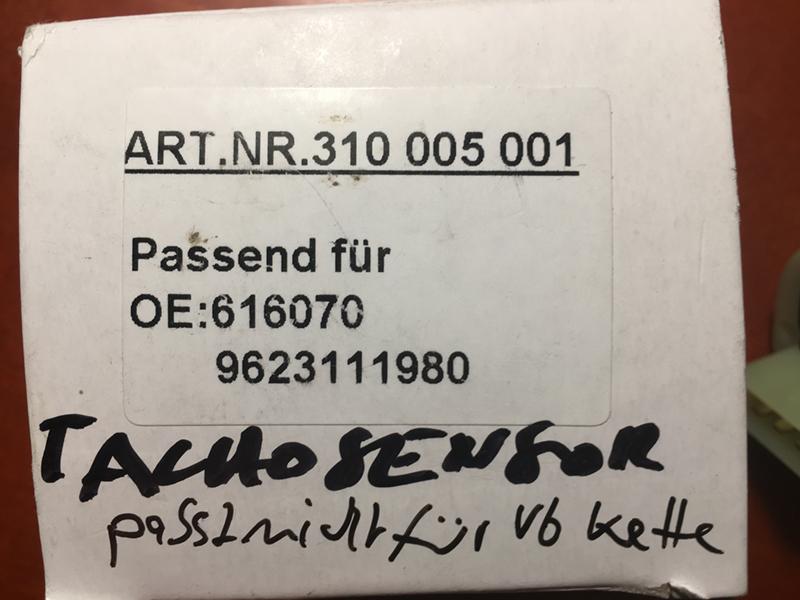 ART.NR.310 005 001
Passend für
OE:616070
9623111980
TACHOSENSOR
passt nicht für V6 Kette